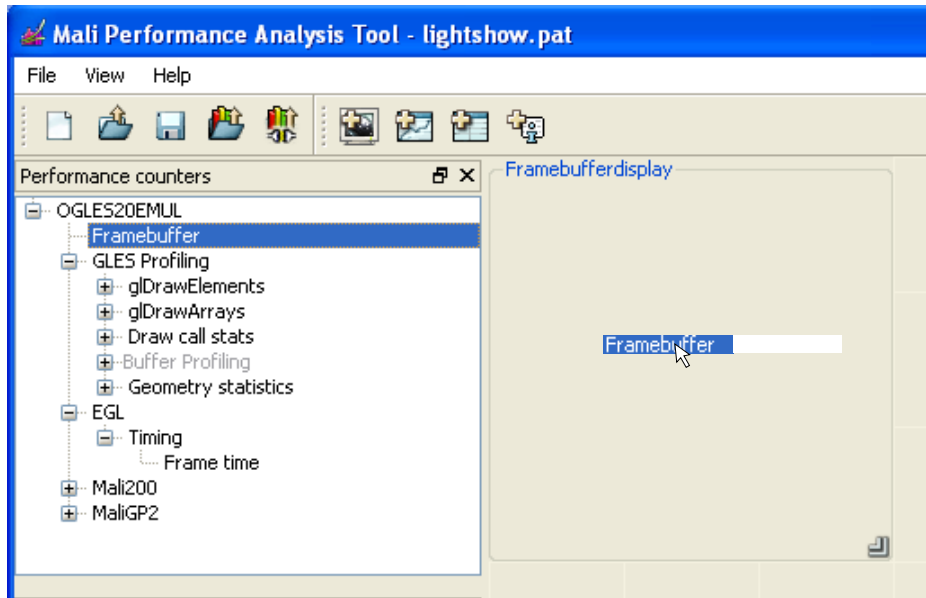 Mali Performance Analysis Tool - lightshow.pat
File View Help
Performance counters
Framebufferdisplay
OGLES20EMUL
Framebuffer
GLES Profiling
glDrawElements
glDrawArrays
Draw call stats
Framebuffer
Buffer Profiling
Geometry statistics
EGL
Timing
Frame time
Mali200
MaliGP2